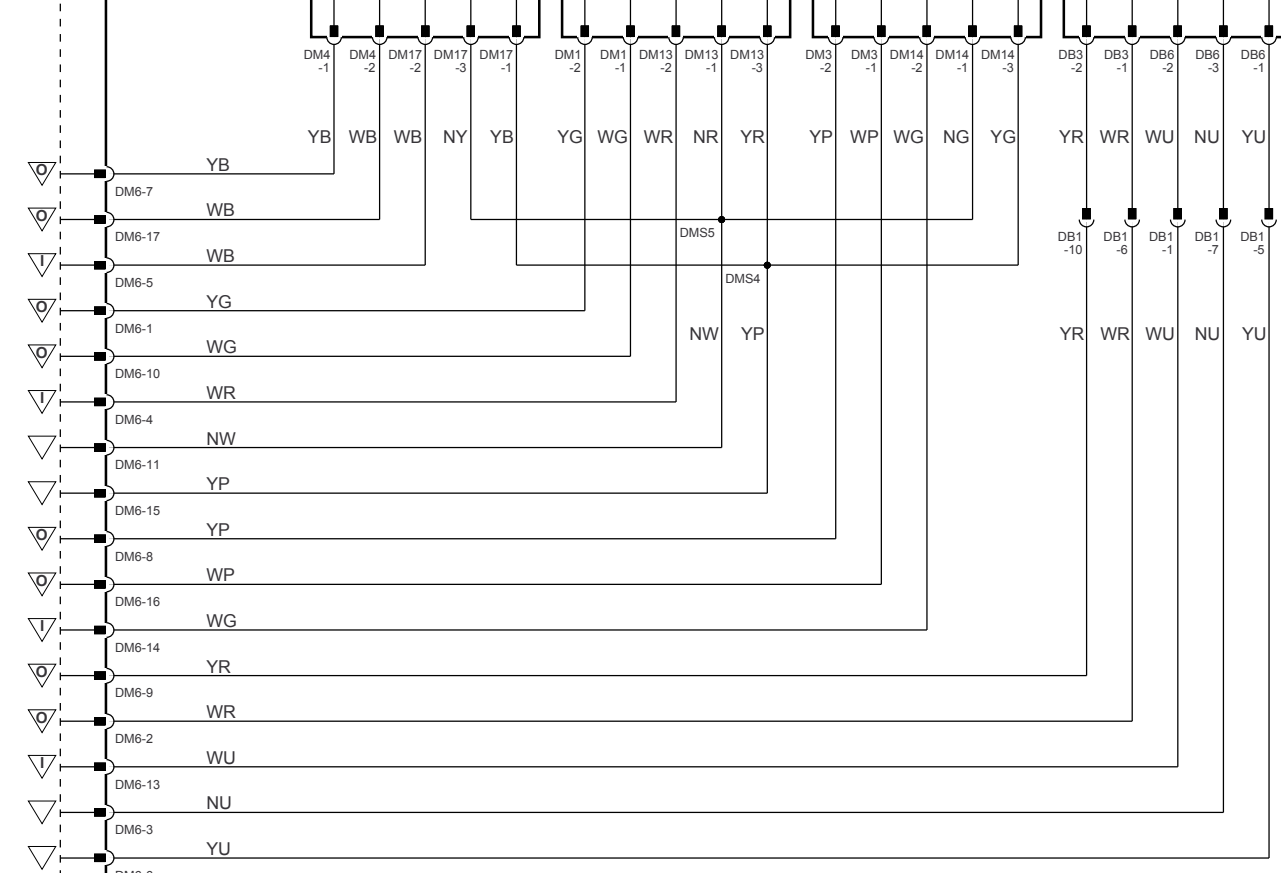 DM4 DM4 DM17 DM17 DM17 DM1 DM1 DM13 DM13 DM13 DM3 DM3 DM14 DM14 DM14 DB3 DB3 DB6 DB6 DB6
-1 -2 -2 -3 -1 -2 -1 -2 -1 -3 -2 -1 -2 -1 -3 -2 -1 -2 -3 -1
YB WB WB NY YB YG WG WR NR YR YP WP WG NG YG YR WR WU NU YU
O YB
DM6-7
O WB
DM6-17
DMS5
DB1 DB1 DB1 DB1 DB1
-10 -6 -1 -7 -5
I WB
DM6-5
DMS4
O YG
DM6-1
NW YP YR WR WU NU YU
O WG
DM6-10
I WR
DM6-4
NW
DM6-11
YP
DM6-15
O YP
DM6-8
O WP
DM6-16
I WG
DM6-14
O YR
DM6-9
O WR
DM6-2
I WU
DM6-13
NU
DM6-3
YU